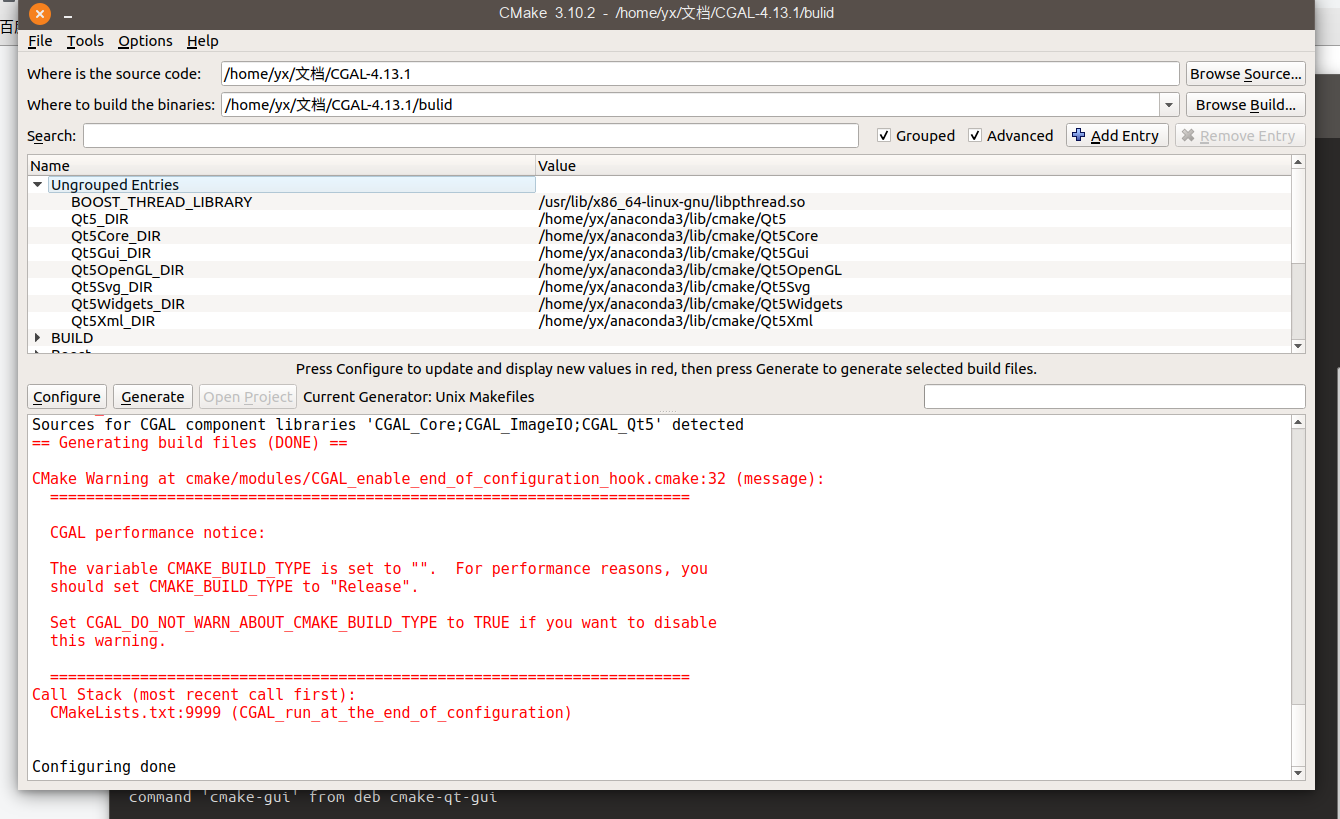 CMake 3.10.2 - /home/yx/文档/CGAL-4.13.1/bulid
File Tools Options Help
Where is the source code: /home/yx/文档/CGAL-4.13.1 Browse Source...
Where to build the binaries: /home/yx/文档/CGAL-4.13.1/bulid Browse Build...
Search: Grouped Advanced Add Entry Remove Entry
Name Value
Ungrouped Entries
BOOST_THREAD_LIBRARY /usr/lib/x86_64-linux-gnu/libpthread.so
Qt5_DIR /home/yx/anaconda3/lib/cmake/Qt5
Qt5Core_DIR /home/yx/anaconda3/lib/cmake/Qt5Core
Qt5Gui_DIR /home/yx/anaconda3/lib/cmake/Qt5Gui
Qt5OpenGL_DIR /home/yx/anaconda3/lib/cmake/Qt5OpenGL
Qt5Svg_DIR /home/yx/anaconda3/lib/cmake/Qt5Svg
Qt5Widgets_DIR /home/yx/anaconda3/lib/cmake/Qt5Widgets
Qt5Xml_DIR /home/yx/anaconda3/lib/cmake/Qt5Xml
BUILD
Press Configure to update and display new values in red, then press Generate to generate selected build files.
Configure Generate Open Project Current Generator: Unix Makefiles
Sources for CGAL component libraries 'CGAL_Core;CGAL_ImageIO;CGAL_Qt5' detected
== Generating build files (DONE) ==
CMake Warning at cmake/modules/CGAL_enable_end_of_configuration_hook.cmake:32 (message):
=======================================================================
CGAL performance notice:
The variable CMAKE_BUILD_TYPE is set to "". For performance reasons, you
should set CMAKE_BUILD_TYPE to "Release".
Set CGAL_DO_NOT_WARN_ABOUT_CMAKE_BUILD_TYPE to TRUE if you want to disable
this warning.
=======================================================================
Call Stack (most recent call first):
CMakeLists.txt:9999 (CGAL_run_at_the_end_of_configuration)
Configuring done
command 'cmake-gui' from deb cmake-qt-gui